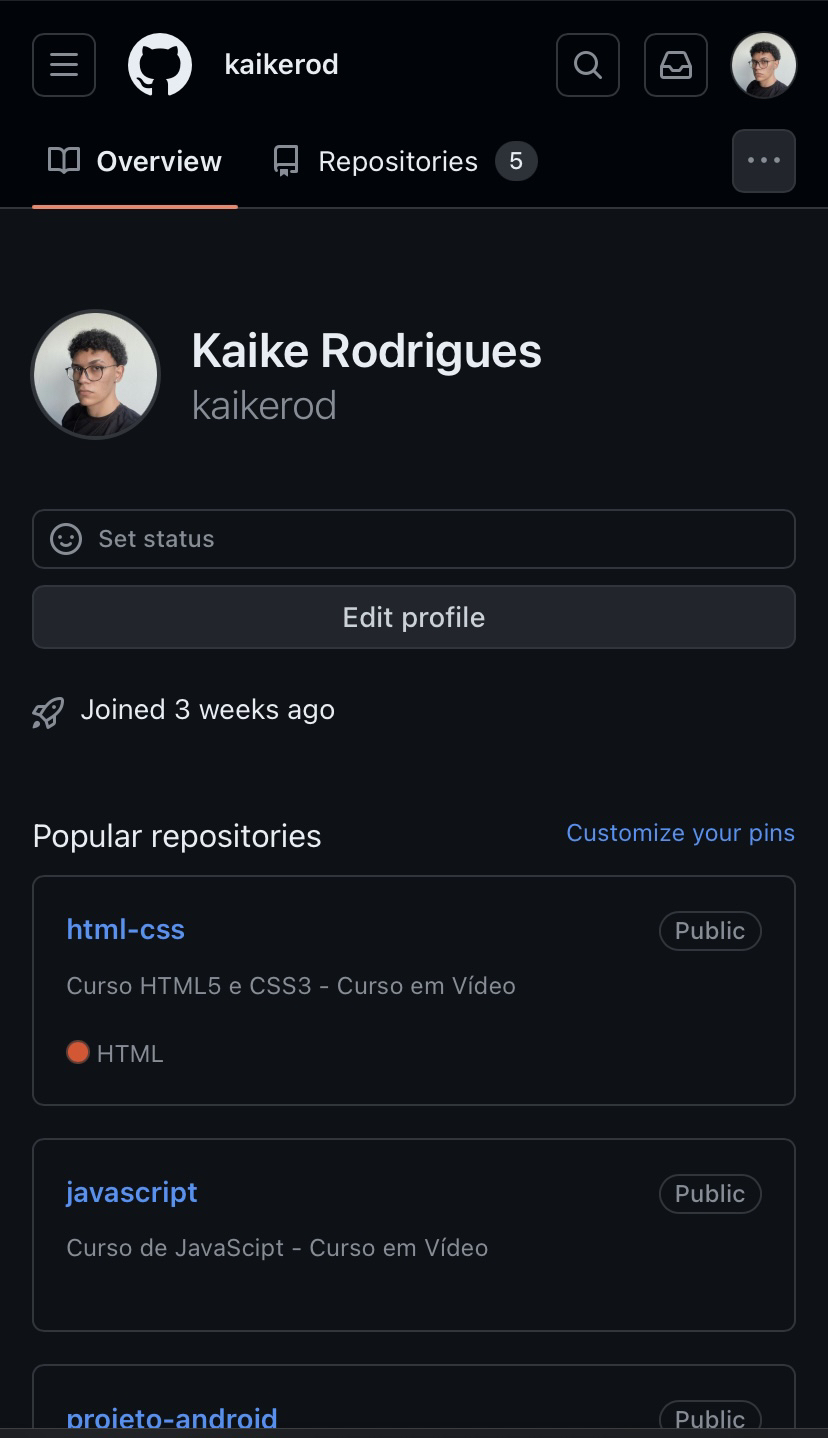 kaikerod
Overview
Repositories 5
Kaike Rodrigues
kaikerod
Set status
Edit profile
Joined 3 weeks ago
Popular repositories
Customize your pins
html-css
Public
Curso HTML5 e CSS3 - Curso em Vídeo
HTML
javascript
Public
Curso de JavaScipt - Curso em Vídeo
projeto-android
Public